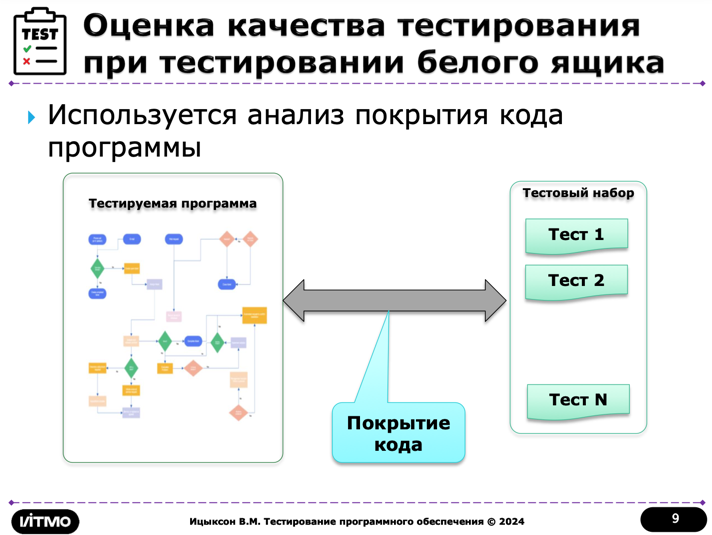 TEST
Оценка качества тестирования
при тестировании белого ящика
Используется анализ покрытия кода
программы
Тестируемая программа
Тестовый набор
Тест 1
Тест 2
Тест N
Покрытие
кода
ИТМО
Ицыксон В.М. Тестирование программного обеспечения © 2024
9